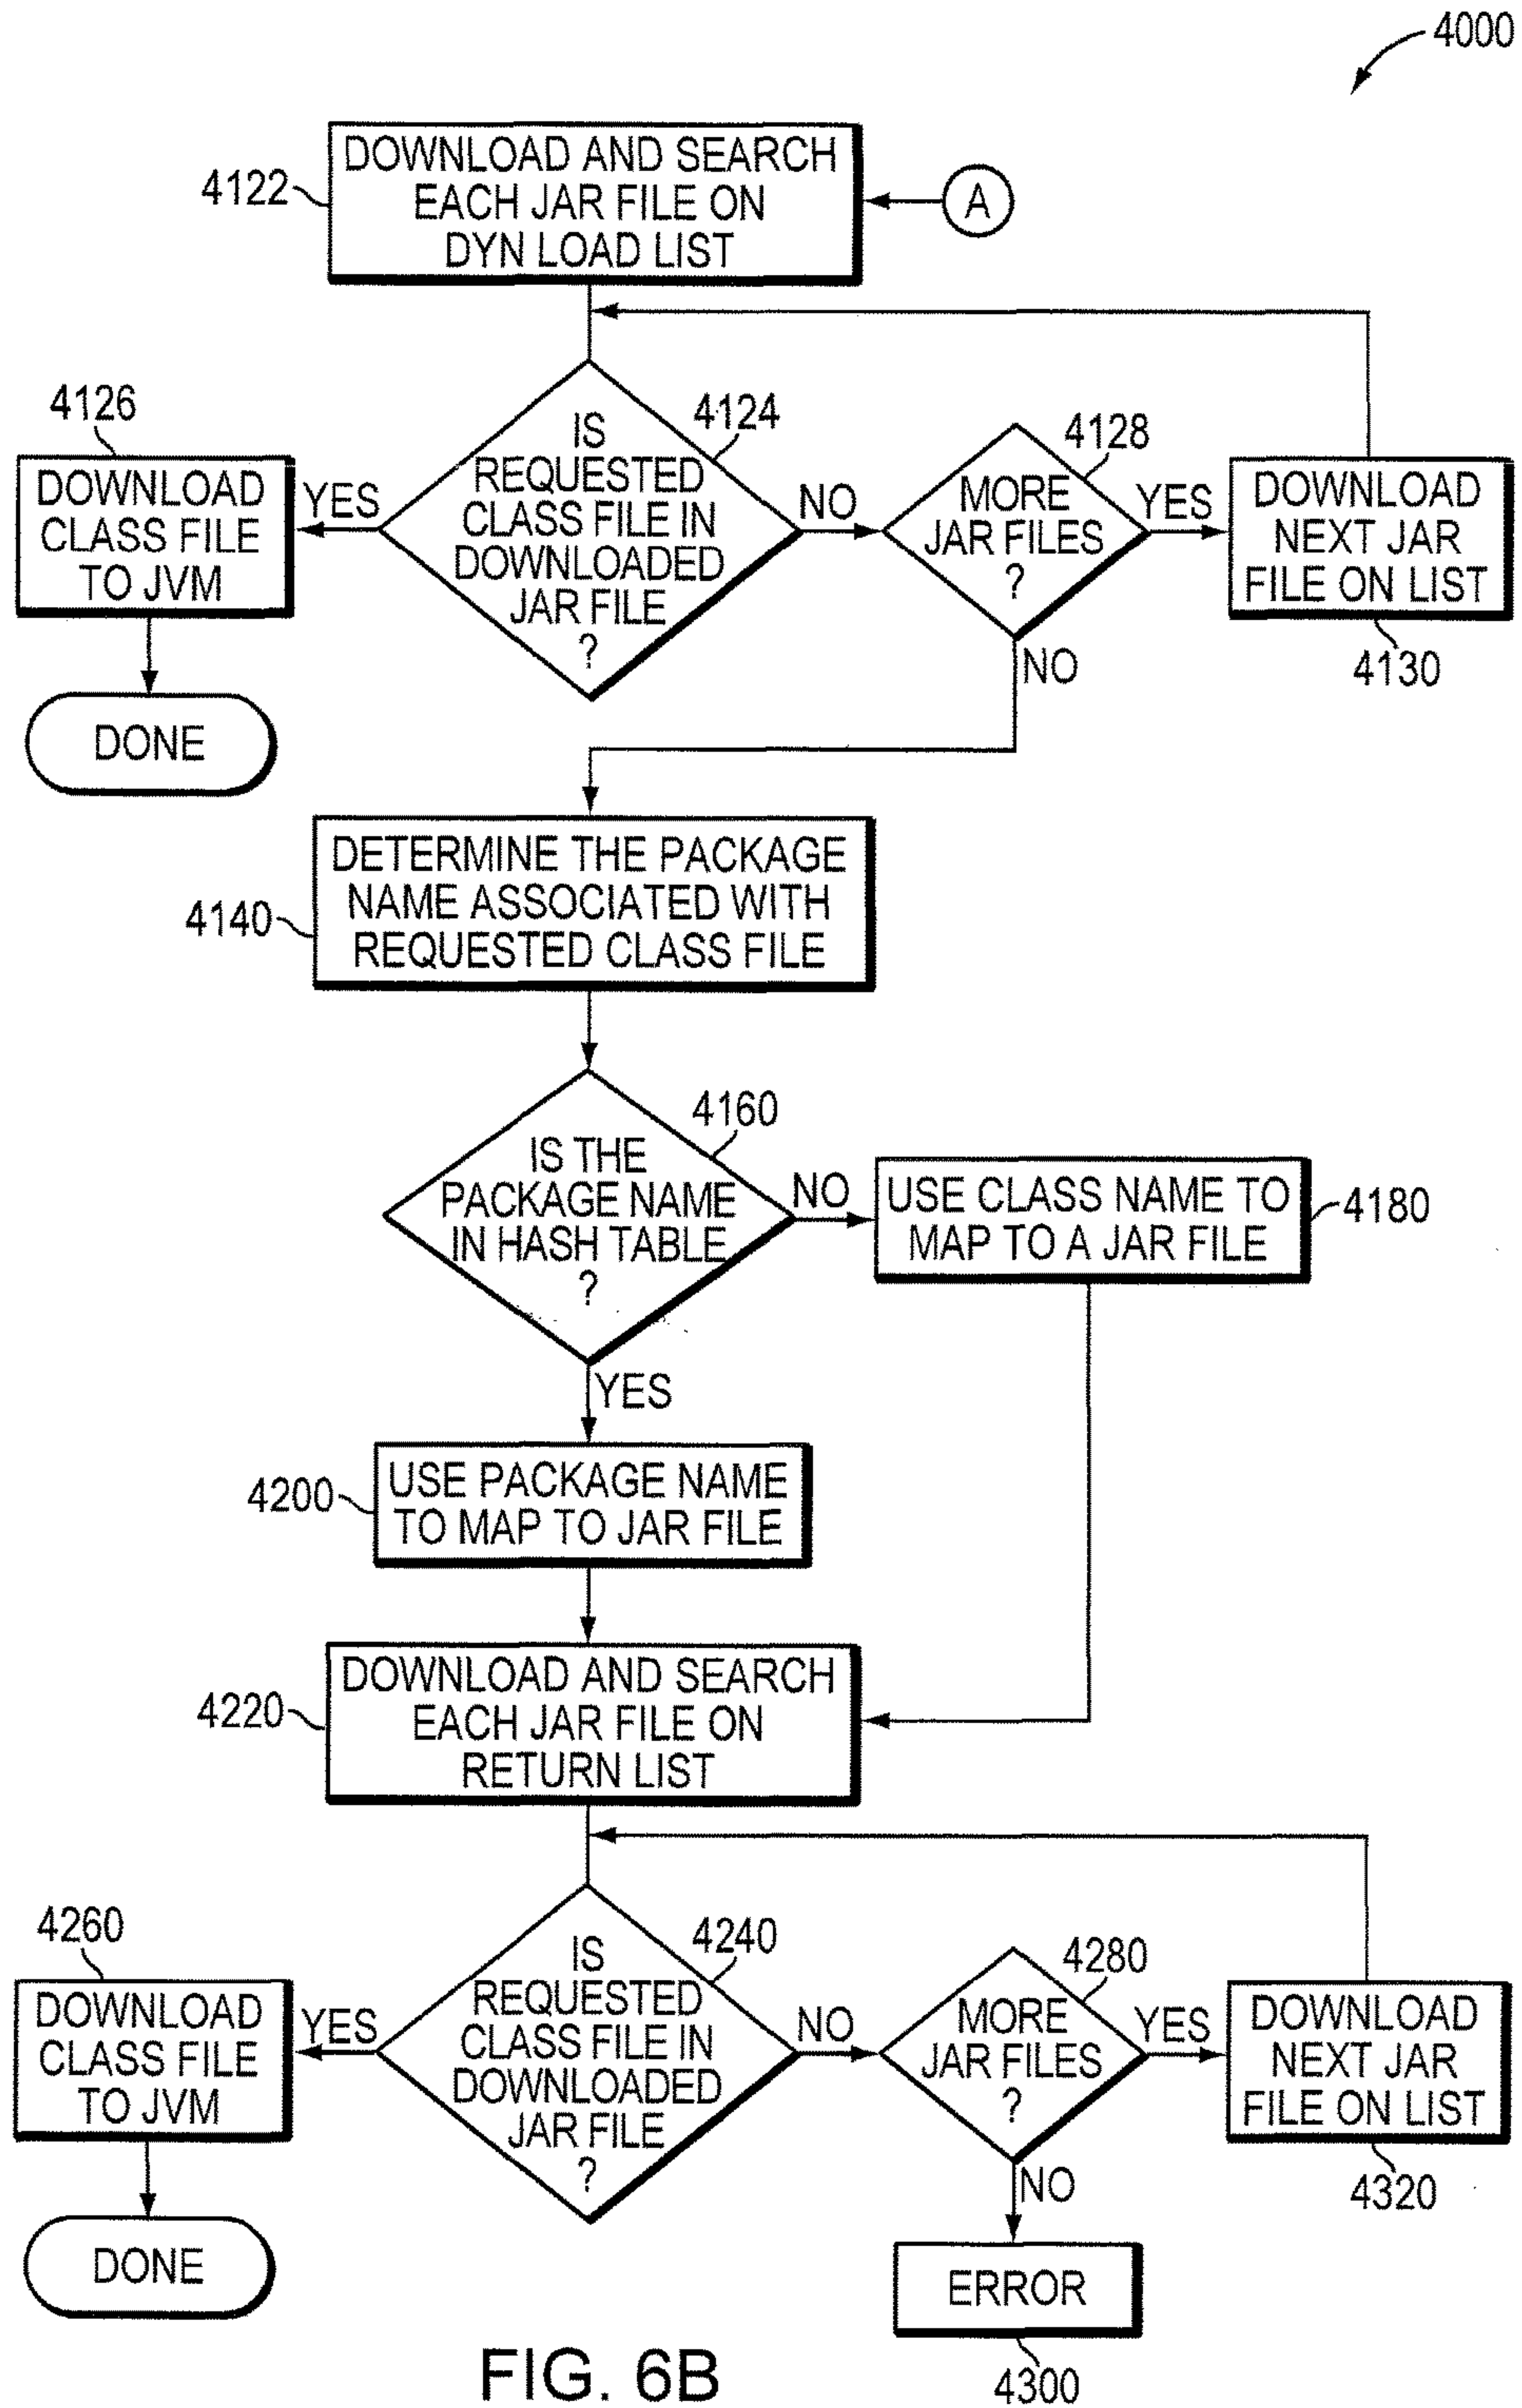 4000
DOWNLOAD AND SEARCH
EACH JAR FILE ON
DYN LOAD LIST
4122
A
4126
DOWNLOAD
CLASS FILE
TO JVM
YES
4124
IS
REQUESTED
CLASS FILE IN
DOWNLOADED
JAR FILE
?
NO
4128
MORE
JAR FILES
?
YES
DOWNLOAD
NEXT JAR
FILE ON LIST
4130
NO
DONE
4140
DETERMINE THE PACKAGE
NAME ASSOCIATED WITH
REQUESTED CLASS FILE
4160
IS THE
PACKAGE NAME
IN HASH TABLE
?
NO
USE CLASS NAME TO
MAP TO A JAR FILE
4180
YES
4200
USE PACKAGE NAME
TO MAP TO JAR FILE
4220
DOWNLOAD AND SEARCH
EACH JAR FILE ON
RETURN LIST
4260
DOWNLOAD
CLASS FILE
TO JVM
YES
4240
IS
REQUESTED
CLASS FILE IN
DOWNLOADED
JAR FILE
?
NO
4280
MORE
JAR FILES
?
YES
DOWNLOAD
NEXT JAR
FILE ON LIST
4320
NO
DONE
ERROR
4300
FIG. 6B